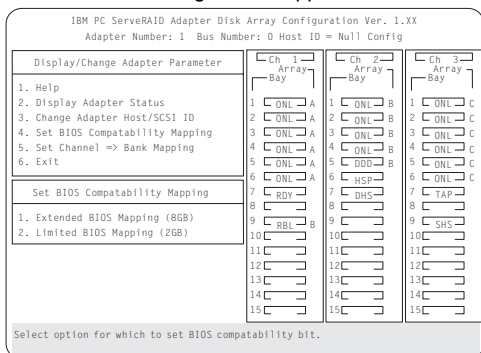 IBM PC ServeRAID Adapter Disk Array Configuration Ver. 1.XX
Adapter Number: 1 Bus Number: 0 Host ID = Null Config
Display/Change Adapter Parameter
1. Help
2. Display Adapter Status
3. Change Adapter Host/SCSI ID
4. Set BIOS Compatability Mapping
5. Set Channel => Bank Mapping
6. Exit
Set BIOS Compatability Mapping
1. Extended BIOS Mapping (8GB)
2. Limited BIOS Mapping (2GB)
Ch 1
Array
Bay
1 ONL A
2 ONL A
3 ONL A
4 ONL A
5 ONL A
6 ONL A
7 RDY
8
9 RBL B
10
11
12
13
14
15
Ch 2
Array
Bay
1 ONL B
2 ONL B
3 ONL B
4 ONL B
5 DDD B
6 HSP
7 DHS
8
9
10
11
12
13
14
15
Ch 3
Array
Bay
1 ONL C
2 ONL C
3 ONL C
4 ONL C
5 ONL C
6 ONL C
7 TAP
8
9 SHS
10
11
12
13
14
15
Select option for which to set BIOS compatability bit.